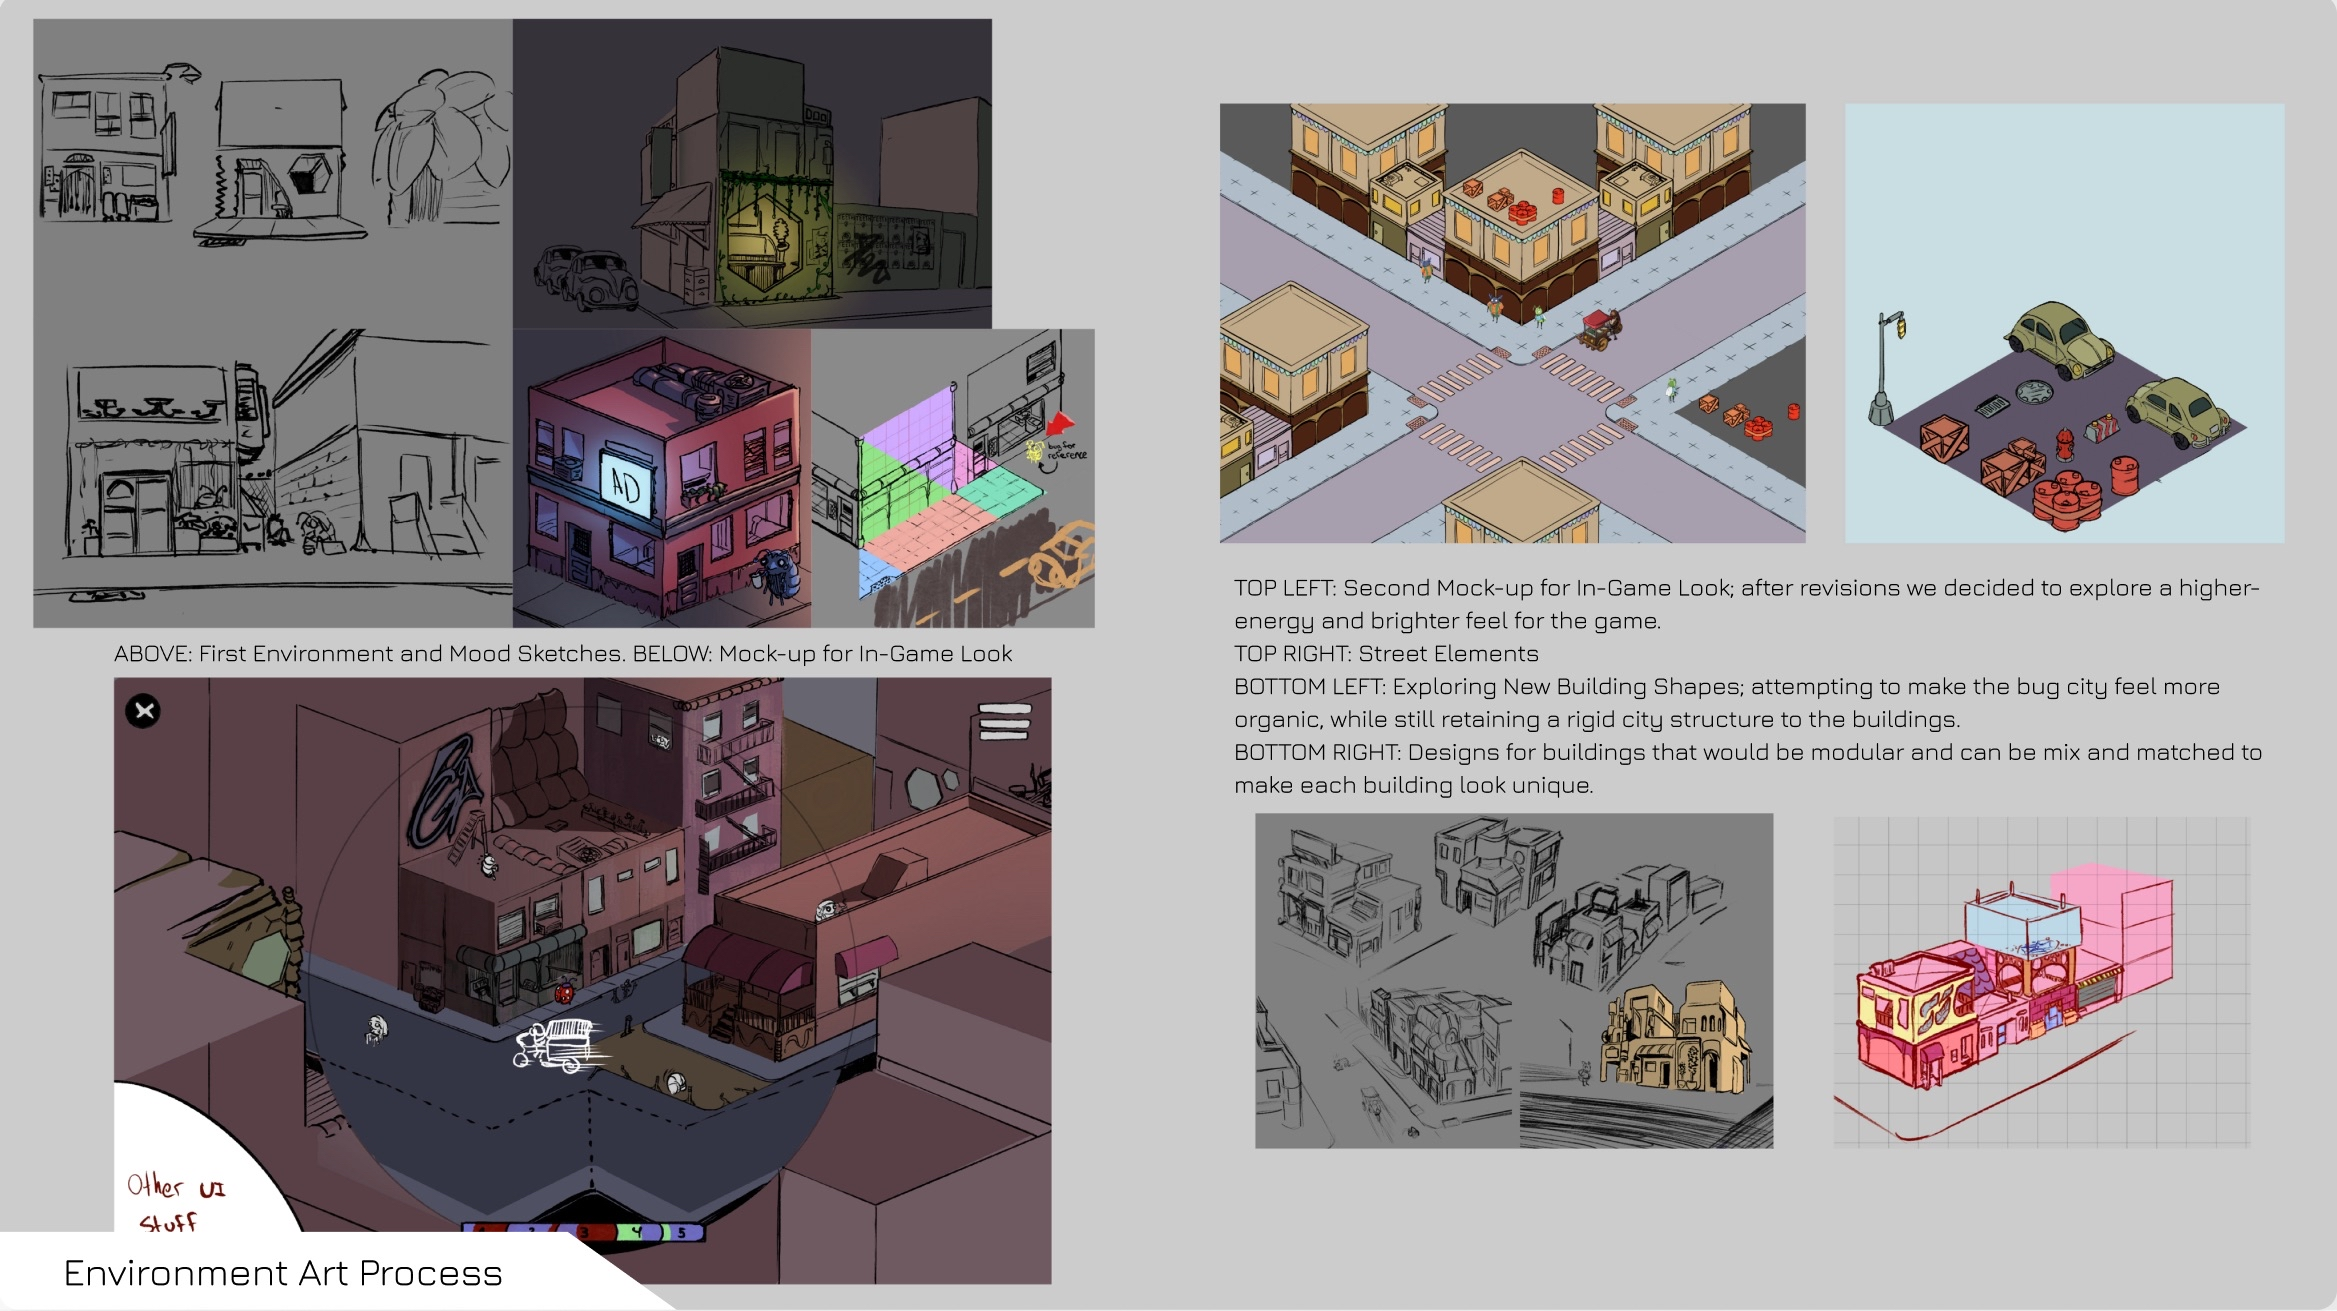 AD
bug for
reference
ABOVE: First Environment and Mood Sketches. BELOW: Mock-up for In-Game Look
Other UI
Stuff
3 4 5
Environment Art Process
TOP LEFT: Second Mock-up for In-Game Look; after revisions we decided to explore a higher-
energy and brighter feel for the game.
TOP RIGHT: Street Elements
BOTTOM LEFT: Exploring New Building Shapes; attempting to make the bug city feel more
organic, while still retaining a rigid city structure to the buildings.
BOTTOM RIGHT: Designs for buildings that would be modular and can be mix and matched to
make each building look unique.